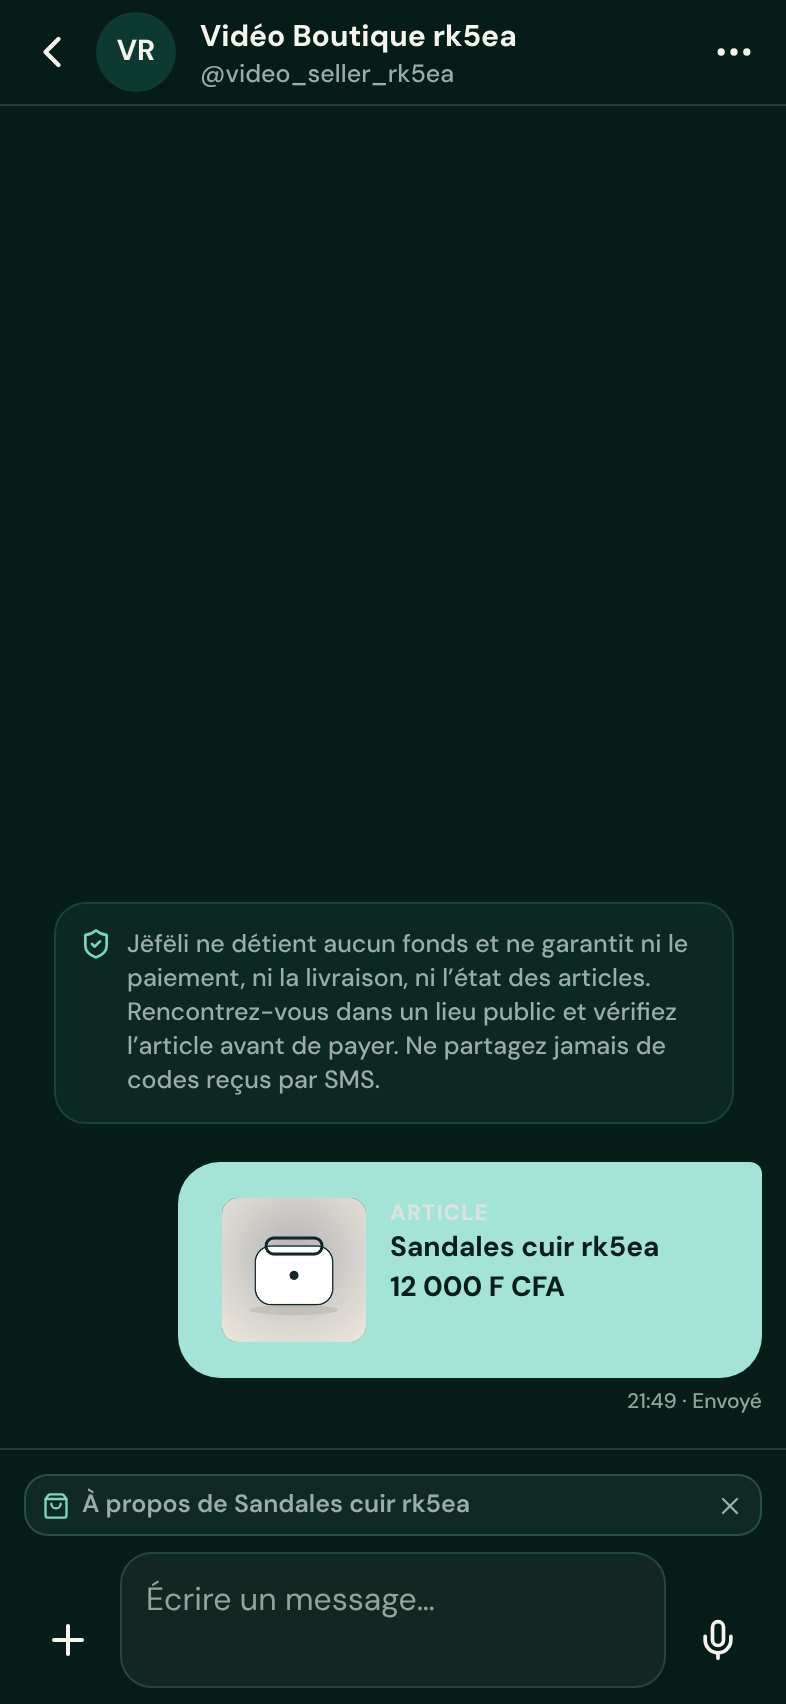 VR
Vidéo Boutique rk5ea
@video_seller_rk5ea
Jëfëli ne détient aucun fonds et ne garantit ni le
paiement, ni la livraison, ni l’état des articles.
Rencontrez-vous dans un lieu public et vérifiez
l’article avant de payer. Ne partagez jamais de
codes reçus par SMS.
ARTICLE
Sandales cuir rk5ea
12 000 F CFA
21:49 · Envoyé
À propos de Sandales cuir rk5ea
Écrire un message…